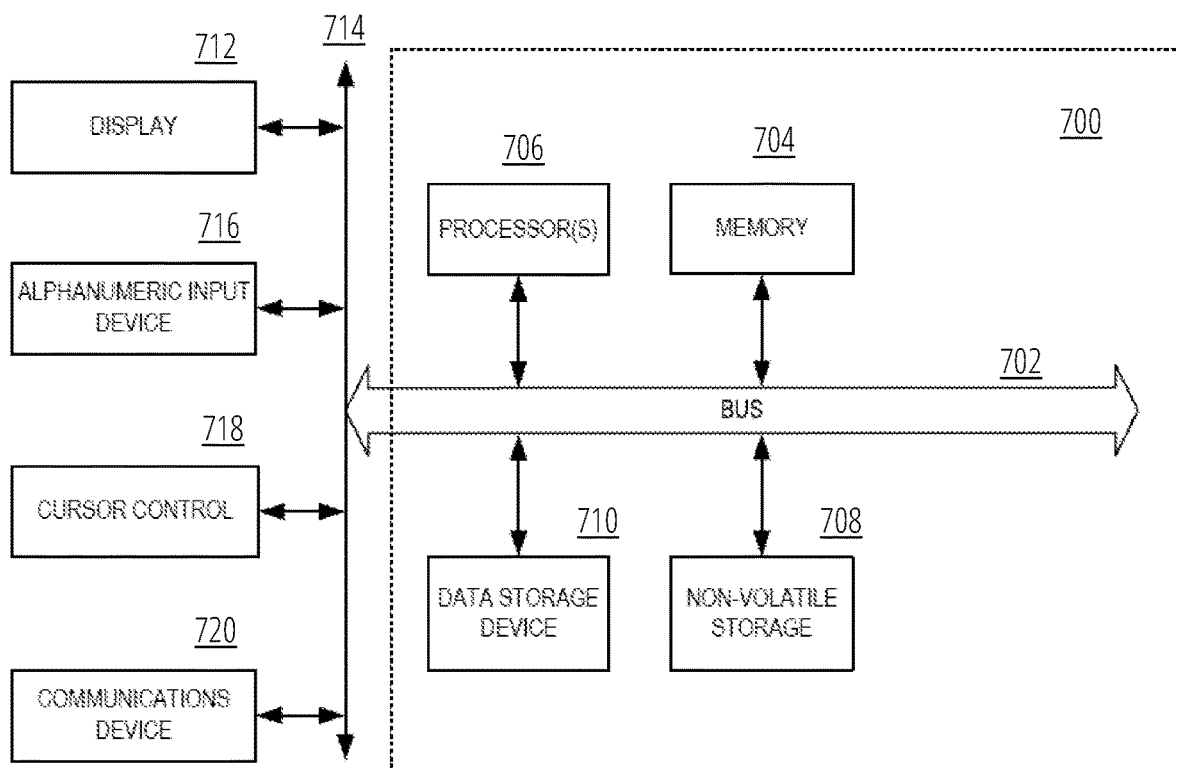 714
712
DISPLAY
700
706
704
PROCESSOR(S)
MEMORY
716
ALPHANUMERIC INPUT
DEVICE
702
BUS
718
CURSOR CONTROL
710
708
DATA STORAGE
DEVICE
NON-VOLATILE
STORAGE
720
COMMUNICATIONS
DEVICE